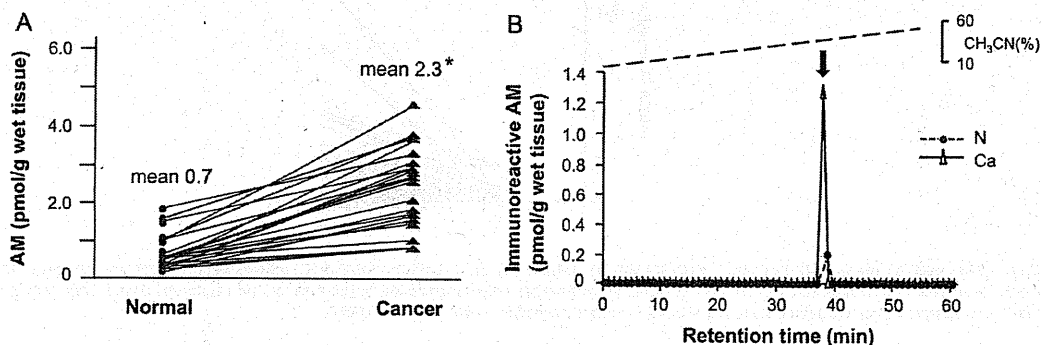 A
AM (pmol/g wet tissue)
6.0
4.0
2.0
0
mean 0.7
mean 2.3*
Normal
Cancer
B
60
CH₃CN(%)
10
Immunoreactive AM
(pmol/g wet tissue)
1.4
1.2
1.0
0.8
0.6
0.4
0.2
0
N
Ca
0
10
20
30
40
50
60
Retention time (min)